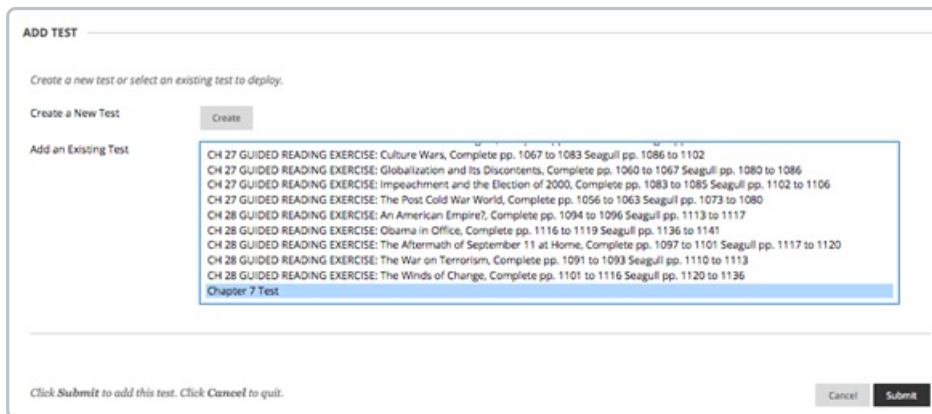 ADD TEST
Create a new test or select an existing test to deploy.
Create a New Test
Create
Add an Existing Test
CH 27 GUIDED READING EXERCISE: Culture Wars, Complete pp. 1067 to 1083 Seagull pp. 1086 to 1102
CH 27 GUIDED READING EXERCISE: Globalization and Its Discontents, Complete pp. 1060 to 1067 Seagull pp. 1080 to 1086
CH 27 GUIDED READING EXERCISE: Impeachment and the Election of 2000, Complete pp. 1083 to 1085 Seagull pp. 1102 to 1106
CH 27 GUIDED READING EXERCISE: The Post Cold War World, Complete pp. 1056 to 1063 Seagull pp. 1073 to 1080
CH 28 GUIDED READING EXERCISE: An American Empire?, Complete pp. 1094 to 1096 Seagull pp. 1113 to 1117
CH 28 GUIDED READING EXERCISE: Obama in Office, Complete pp. 1116 to 1119 Seagull pp. 1136 to 1141
CH 28 GUIDED READING EXERCISE: The Aftermath of September 11 at Home, Complete pp. 1097 to 1101 Seagull pp. 1117 to 1120
CH 28 GUIDED READING EXERCISE: The War on Terrorism, Complete pp. 1091 to 1093 Seagull pp. 1110 to 1113
CH 28 GUIDED READING EXERCISE: The Winds of Change, Complete pp. 1101 to 1116 Seagull pp. 1120 to 1136
Chapter 7 Test
Click Submit to add this test. Click Cancel to quit.
Cancel
Submit